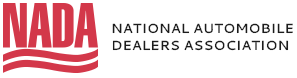 NADA
NATIONAL AUTOMOBILE
DEALERS ASSOCIATION